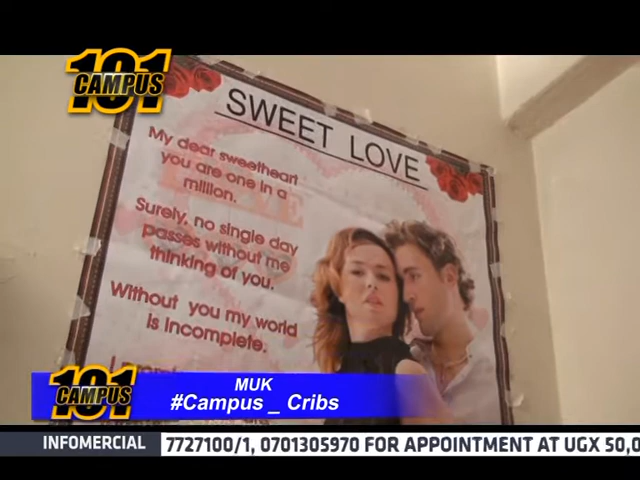 101
CAMPUS
SWEET LOVE
My dear sweetheart
you are one in a
million.
Surely, no single day
passes without me
thinking of you.
Without you my world
is incomplete.
101
CAMPUS
MUK
#Campus _ Cribs
INFOMERCIAL
7727100/1, 0701305970 FOR APPOINTMENT AT UGX 50,0